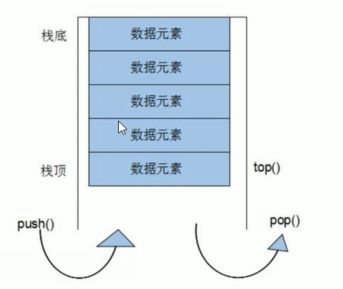 栈底
数据元素
数据元素
数据元素
数据元素
栈顶
数据元素
top()
push()
pop()